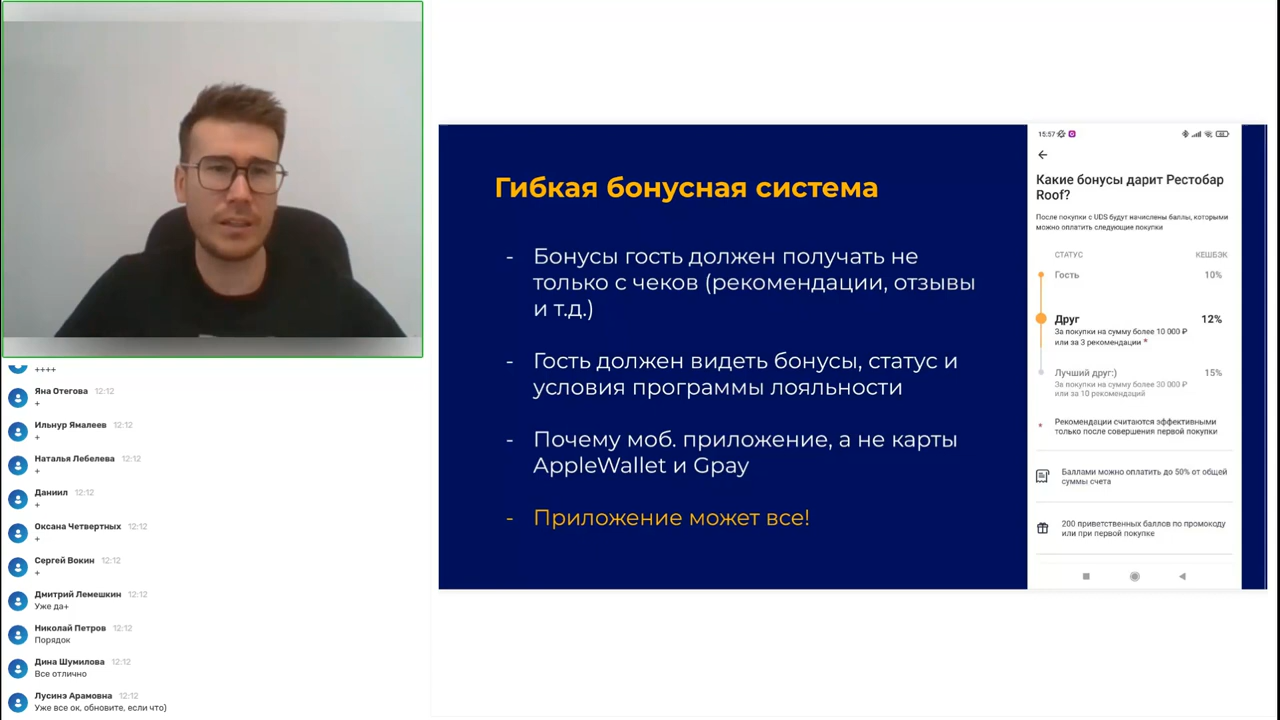 ++++
Яна Отегова 12:12
+
Ильнур Ямалеев 12:12
+
Наталья Лебелева 12:12
+
Даниил 12:12
+
Оксана Четвертных 12:12
+
Сергей Вокин 12:12
+
Дмитрий Лемешкин 12:12
Уже да+
Николай Петров 12:12
Порядок
Дина Шумилова 12:12
Все отлично
Лусинэ Арамовна 12:12
Уже все ок, обновите, если что)
Гибкая бонусная система
- Бонусы гость должен получать не
только с чеков (рекомендации, отзывы
и т.д.)
- Гость должен видеть бонусы, статус и
условия программы лояльности
- Почему моб. приложение, а не карты
AppleWallet и Gpay
- Приложение может все!
15:57
Какие бонусы дарит Рестобар
Roof?
После покупки с UDS будут начислены баллы, которыми
можно оплатить следующие покупки
СТАТУС КЕШБЭК
Гость 10%
Друг 12%
За покупки на сумму более 10 000 ₽
или за 3 рекомендации *
Лучший друг:) 15%
За покупки на сумму более 30 000 ₽
или за 10 рекомендаций
* Рекомендации считаются эффективными
только после совершения первой покупки
Баллами можно оплатить до 50% от общей
суммы счета
200 приветственных баллов по промокоду
или при первой покупке